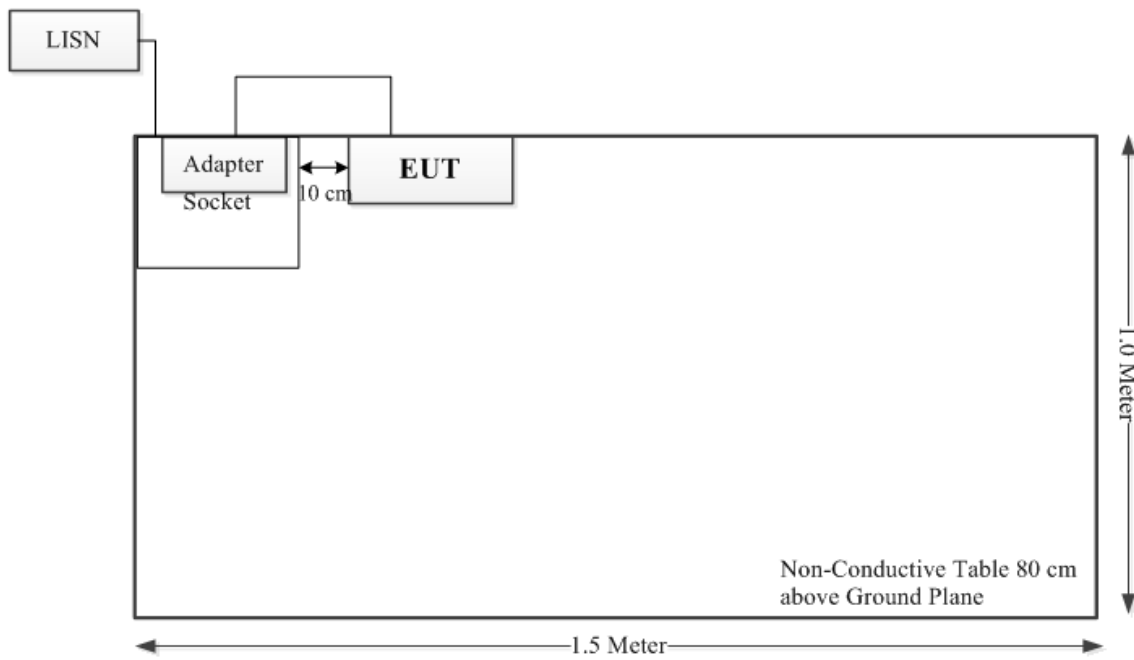 LISN
Adapter
Socket
10 cm
EUT
1.0 Meter
Non-Conductive Table 80 cm
above Ground Plane
1.5 Meter